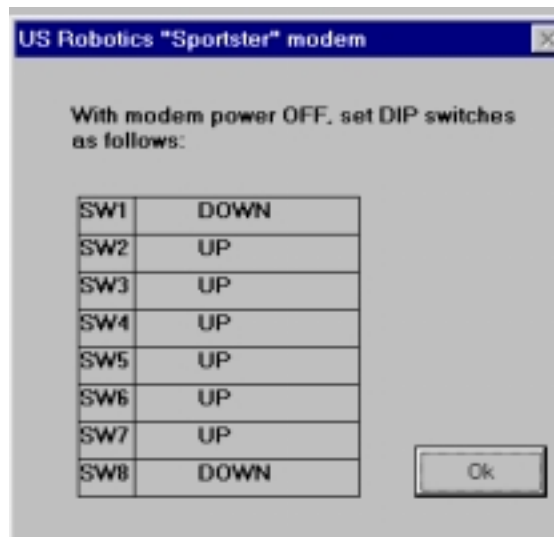 US Robotics "Sportster" modem
With modem power OFF, set DIP switches
as follows:
SW1 DOWN
SW2 UP
SW3 UP
SW4 UP
SW5 UP
SW6 UP
SW7 UP
SW8 DOWN
Ok